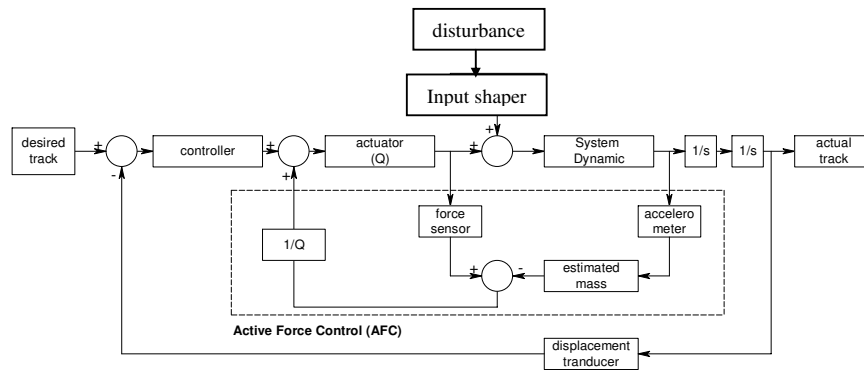 disturbance
Input shaper
desired
track
+
-
controller
+
+
actuator
(Q)
+
+
System
Dynamic
1/s
1/s
actual
track
1/Q
force
sensor
accelero
meter
+
-
estimated
mass
Active Force Control (AFC)
displacement
tranducer